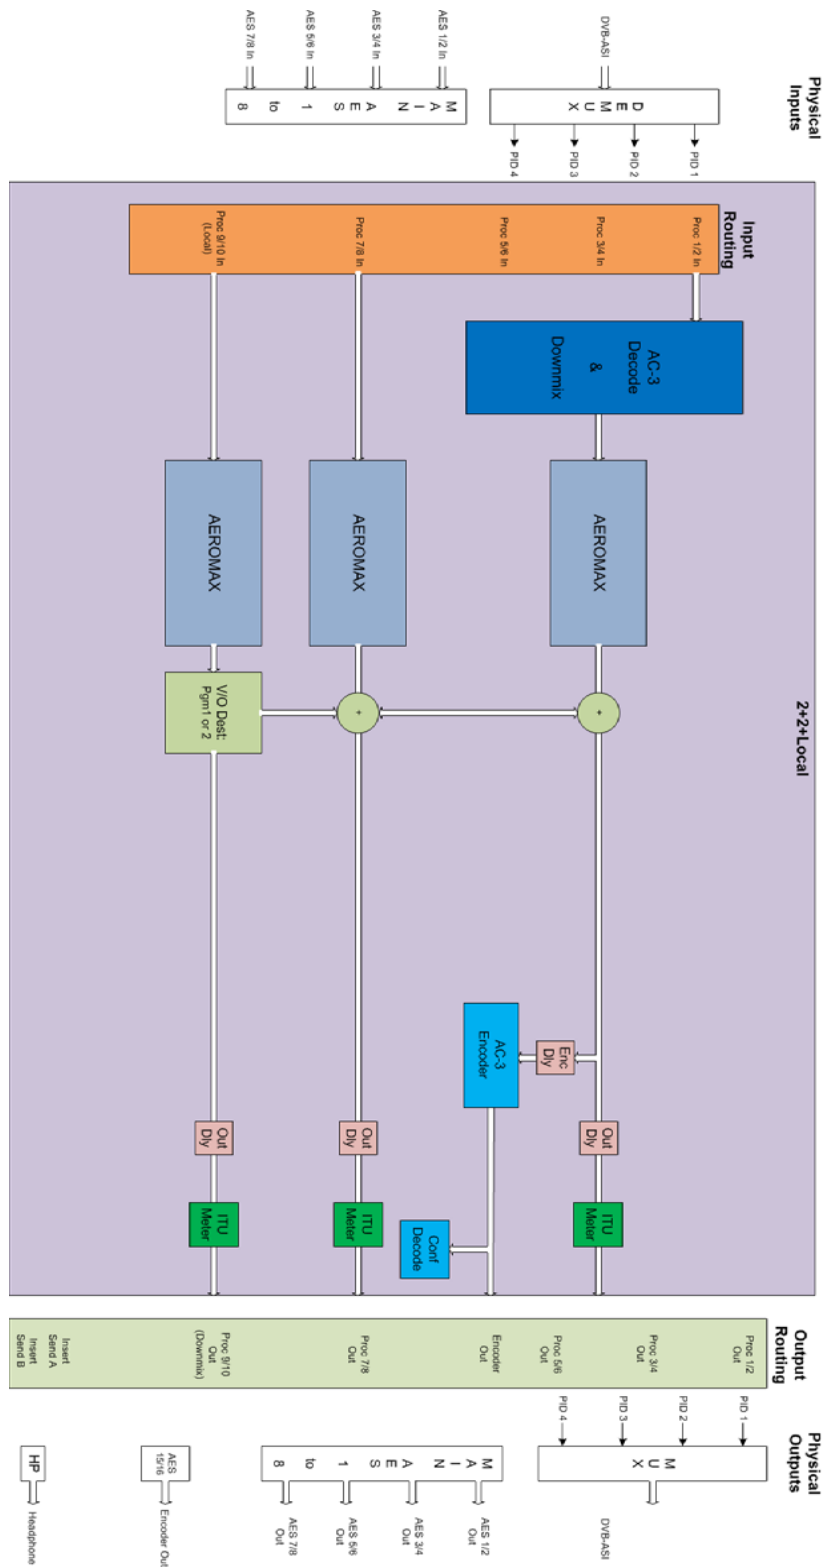 Physical
Inputs
DVB-ASI
D E M U X
PID 1
PID 2
PID 3
PID 4
AES 1/2 In
AES 3/4 In
AES 5/6 In
AES 7/8 In
M A I N A E S 1 to 8
2+2+Local
Input
Routing
Proc 1/2 In
Proc 3/4 In
Proc 5/6 In
Proc 7/8 In
Proc 9/10 In
(Local)
AC-3
Decode
&
Downmix
AEROMAX
AEROMAX
AEROMAX
+
+
V/O Dest:
Pgm1 or 2
Enc
Dly
AC-3
Encoder
Conf
Decode
Out
Dly
Out
Dly
Out
Dly
ITU
Meter
ITU
Meter
ITU
Meter
Output
Routing
Proc 1/2
Out
Proc 3/4
Out
Proc 5/6
Out
Encoder
Out
Proc 7/8
Out
Proc 9/10
Out
(Downmix)
Insert
Send A
Insert
Send B
Physical
Outputs
PID 1
PID 2
PID 3
PID 4
M U X
DVB-ASI
M A I N A E S 1 to 8
AES 1/2
Out
AES 3/4
Out
AES 5/6
Out
AES 7/8
Out
AES
15/16
Encoder Out
HP
Headphone